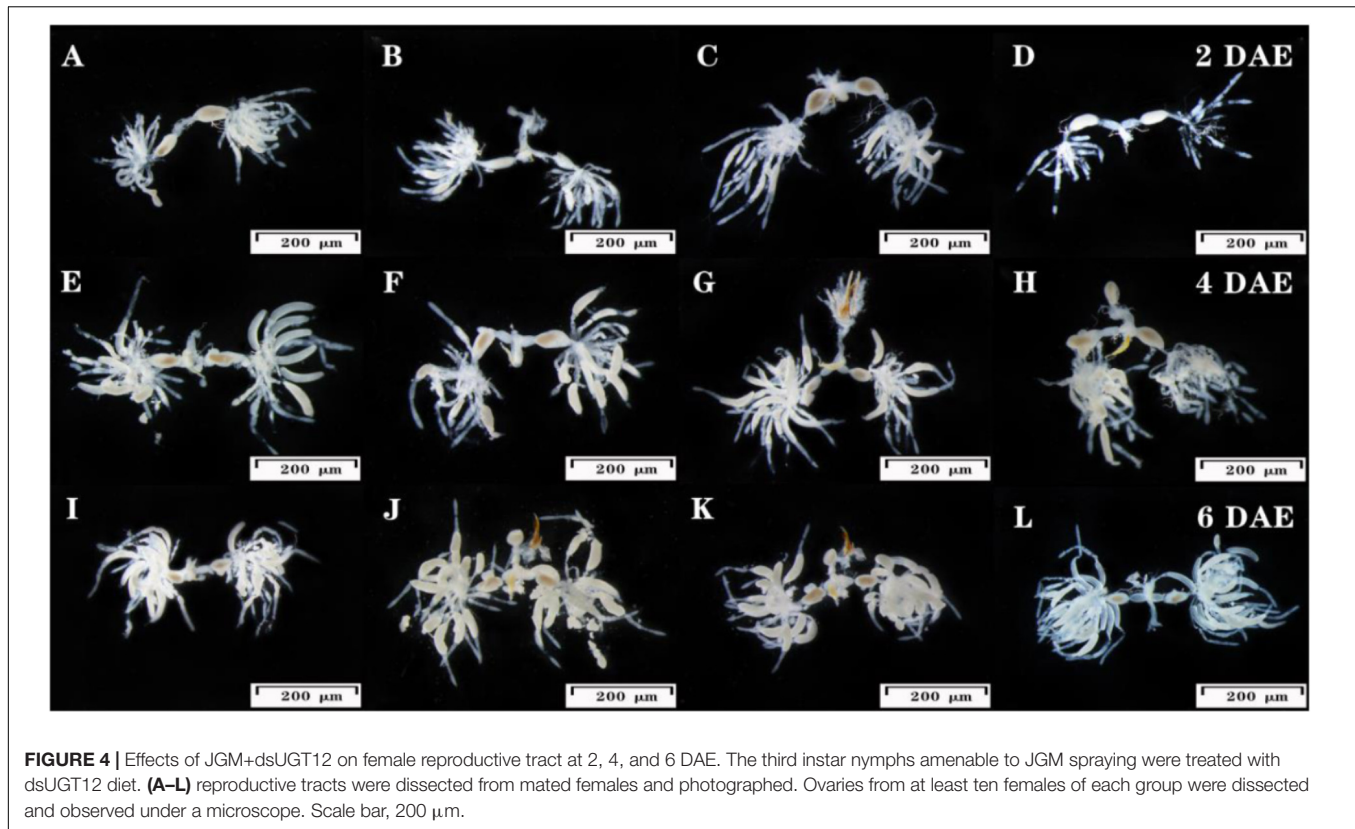 A B C D 2 DAE
200 μm 200 μm 200 μm 200 μm
E F G H 4 DAE
200 μm 200 μm 200 μm 200 μm
I J K L 6 DAE
200 μm 200 μm 200 μm 200 μm
FIGURE 4 | Effects of JGM+dsUGT12 on female reproductive tract at 2, 4, and 6 DAE. The third instar nymphs amenable to JGM spraying were treated with
dsUGT12 diet. (A–L) reproductive tracts were dissected from mated females and photographed. Ovaries from at least ten females of each group were dissected
and observed under a microscope. Scale bar, 200 μm.